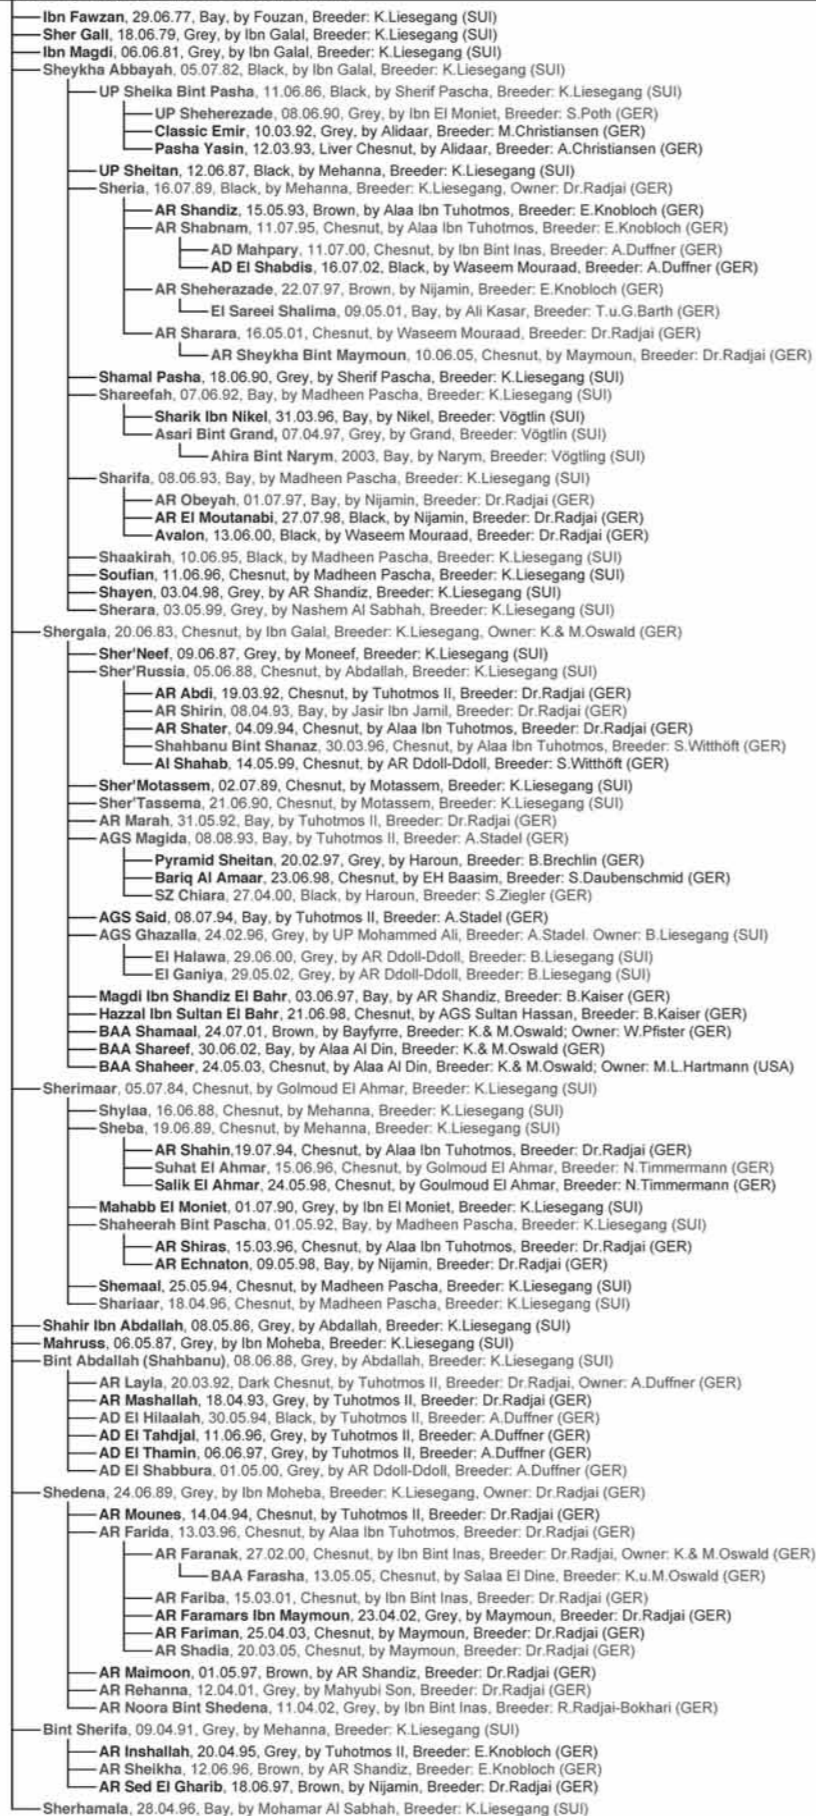 Ibn Fawzan, 29.06.77, Bay, by Fouzan, Breeder: K.Liesegang (SUI)
Sher Gall, 18.06.79, Grey, by Ibn Galal, Breeder: K.Liesegang (SUI)
Ibn Magdi, 06.06.81, Grey, by Ibn Galal, Breeder: K.Liesegang (SUI)
Sheykha Abbayah, 05.07.82, Black, by Ibn Galal, Breeder: K.Liesegang (SUI)
UP Sheika Bint Pasha, 11.06.86, Black, by Sherif Pascha, Breeder: K.Liesegang (SUI)
UP Sheherezade, 08.06.90, Grey, by Ibn El Moniet, Breeder: S.Poth (GER)
Classic Emir, 10.03.92, Grey, by Alidaar, Breeder: M.Christiansen (GER)
Pasha Yasin, 12.03.93, Liver Chesnut, by Alidaar, Breeder: A.Christiansen (GER)
UP Sheitan, 12.06.87, Black, by Mehanna, Breeder: K.Liesegang (SUI)
Sheria, 16.07.89, Black, by Mehanna, Breeder: K.Liesegang, Owner: Dr.Radjai (GER)
AR Shandiz, 15.05.93, Brown, by Alaa Ibn Tuhotmos, Breeder: E.Knobloch (GER)
AR Shabnam, 11.07.95, Chesnut, by Alaa Ibn Tuhotmos, Breeder: E.Knobloch (GER)
AD Mahpary, 11.07.00, Chesnut, by Ibn Bint Inas, Breeder: A.Duffner (GER)
AD El Shabdis, 16.07.02, Black, by Waseem Mouraad, Breeder: A.Duffner (GER)
AR Sheherazade, 22.07.97, Brown, by Nijamin, Breeder: E.Knobloch (GER)
El Sareei Shalima, 09.05.01, Bay, by Ali Kasar, Breeder: T.u.G.Barth (GER)
AR Sharara, 16.05.01, Chesnut, by Waseem Mouraad, Breeder: Dr.Radjai (GER)
AR Sheykha Bint Maymoun, 10.06.05, Chesnut, by Maymoun, Breeder: Dr.Radjai (GER)
Shamal Pasha, 18.06.90, Grey, by Sherif Pascha, Breeder: K.Liesegang (SUI)
Shareefah, 07.06.92, Bay, by Madheen Pascha, Breeder: K.Liesegang (SUI)
Sharik Ibn Nikel, 31.03.96, Bay, by Nikel, Breeder: Vögtlin (SUI)
Asari Bint Grand, 07.04.97, Grey, by Grand, Breeder: Vögtlin (SUI)
Ahira Bint Narym, 2003, Bay, by Narym, Breeder: Vögtling (SUI)
Sharifa, 08.06.93, Bay, by Madheen Pascha, Breeder: K.Liesegang (SUI)
AR Obeyah, 01.07.97, Bay, by Nijamin, Breeder: Dr.Radjai (GER)
AR El Moutanabi, 27.07.98, Black, by Nijamin, Breeder: Dr.Radjai (GER)
Avalon, 13.06.00, Black, by Waseem Mouraad, Breeder: Dr.Radjai (GER)
Shaakirah, 10.06.95, Black, by Madheen Pascha, Breeder: K.Liesegang (SUI)
Soufian, 11.06.96, Chesnut, by Madheen Pascha, Breeder: K.Liesegang (SUI)
Shayen, 03.04.98, Grey, by AR Shandiz, Breeder: K.Liesegang (SUI)
Sherara, 03.05.99, Grey, by Nashem Al Sabhah, Breeder: K.Liesegang (SUI)
Shergala, 20.06.83, Chesnut, by Ibn Galal, Breeder: K.Liesegang, Owner: K.& M.Oswald (GER)
Sher'Neef, 09.06.87, Grey, by Moneef, Breeder: K.Liesegang (SUI)
Sher'Russia, 05.06.88, Chesnut, by Abdallah, Breeder: K.Liesegang (SUI)
AR Abdi, 19.03.92, Chesnut, by Tuhotmos II, Breeder: Dr.Radjai (GER)
AR Shirin, 08.04.93, Bay, by Jasir Ibn Jamil, Breeder: Dr.Radjai (GER)
AR Shater, 04.09.94, Chesnut, by Alaa Ibn Tuhotmos, Breeder: Dr.Radjai (GER)
Shahbanu Bint Shanaz, 30.03.96, Chesnut, by Alaa Ibn Tuhotmos, Breeder: S.Witthöft (GER)
Al Shahab, 14.05.99, Chesnut, by AR Ddoll-Ddoll, Breeder: S.Witthöft (GER)
Sher'Motassem, 02.07.89, Chesnut, by Motassem, Breeder: K.Liesegang (SUI)
Sher'Tassema, 21.06.90, Chesnut, by Motassem, Breeder: K.Liesegang (SUI)
AR Marah, 31.05.92, Bay, by Tuhotmos II, Breeder: Dr.Radjai (GER)
AGS Magida, 08.08.93, Bay, by Tuhotmos II, Breeder: A.Stadel (GER)
Pyramid Sheitan, 20.02.97, Grey, by Haroun, Breeder: B.Brechlin (GER)
Bariq Al Amaar, 23.06.98, Chesnut, by EH Baasim, Breeder: S.Daubenschmid (GER)
SZ Chiara, 27.04.00, Black, by Haroun, Breeder: S.Ziegler (GER)
AGS Said, 08.07.94, Bay, by Tuhotmos II, Breeder: A.Stadel (GER)
AGS Ghazalla, 24.02.96, Grey, by UP Mohammed Ali, Breeder: A.Stadel. Owner: B.Liesegang (SUI)
El Halawa, 29.06.00, Grey, by AR Ddoll-Ddoll, Breeder: B.Liesegang (SUI)
El Ganiya, 29.05.02, Grey, by AR Ddoll-Ddoll, Breeder: B.Liesegang (SUI)
Magdi Ibn Shandiz El Bahr, 03.06.97, Bay, by AR Shandiz, Breeder: B.Kaiser (GER)
Hazzal Ibn Sultan El Bahr, 21.06.98, Chesnut, by AGS Sultan Hassan, Breeder: B.Kaiser (GER)
BAA Shamaal, 24.07.01, Brown, by Bayfyrre, Breeder: K.& M.Oswald; Owner: W.Pfister (GER)
BAA Shareef, 30.06.02, Bay, by Alaa Al Din, Breeder: K.& M.Oswald (GER)
BAA Shaheer, 24.05.03, Chesnut, by Alaa Al Din, Breeder: K.& M.Oswald; Owner: M.L.Hartmann (USA)
Sherimaar, 05.07.84, Chesnut, by Golmoud El Ahmar, Breeder: K.Liesegang (SUI)
Shylaa, 16.06.88, Chesnut, by Mehanna, Breeder: K.Liesegang (SUI)
Sheba, 19.06.89, Chesnut, by Mehanna, Breeder: K.Liesegang (SUI)
AR Shahin,19.07.94, Chesnut, by Alaa Ibn Tuhotmos, Breeder: Dr.Radjai (GER)
Suhat El Ahmar, 15.06.96, Chesnut, by Golmoud El Ahmar, Breeder: N.Timmermann (GER)
Salik El Ahmar, 24.05.98, Chesnut, by Goulmoud El Ahmar, Breeder: N.Timmermann (GER)
Mahabb El Moniet, 01.07.90, Grey, by Ibn El Moniet, Breeder: K.Liesegang (SUI)
Shaheerah Bint Pascha, 01.05.92, Bay, by Madheen Pascha, Breeder: K.Liesegang (SUI)
AR Shiras, 15.03.96, Chesnut, by Alaa Ibn Tuhotmos, Breeder: Dr.Radjai (GER)
AR Echnaton, 09.05.98, Bay, by Nijamin, Breeder: Dr.Radjai (GER)
Shemaal, 25.05.94, Chesnut, by Madheen Pascha, Breeder: K.Liesegang (SUI)
Shariaar, 18.04.96, Chesnut, by Madheen Pascha, Breeder: K.Liesegang (SUI)
Shahir Ibn Abdallah, 08.05.86, Grey, by Abdallah, Breeder: K.Liesegang (SUI)
Mahruss, 06.05.87, Grey, by Ibn Moheba, Breeder: K.Liesegang (SUI)
Bint Abdallah (Shahbanu), 08.06.88, Grey, by Abdallah, Breeder: K.Liesegang (SUI)
AR Layla, 20.03.92, Dark Chesnut, by Tuhotmos II, Breeder: Dr.Radjai, Owner: A.Duffner (GER)
AR Mashallah, 18.04.93, Grey, by Tuhotmos II, Breeder: Dr.Radjai (GER)
AD El Hilaalah, 30.05.94, Black, by Tuhotmos II, Breeder: A.Duffner (GER)
AD El Tahdjal, 11.06.96, Grey, by Tuhotmos II, Breeder: A.Duffner (GER)
AD El Thamin, 06.06.97, Grey, by Tuhotmos II, Breeder: A.Duffner (GER)
AD El Shabbura, 01.05.00, Grey, by AR Ddoll-Ddoll, Breeder: A.Duffner (GER)
Shedena, 24.06.89, Grey, by Ibn Moheba, Breeder: K.Liesegang, Owner: Dr.Radjai (GER)
AR Mounes, 14.04.94, Chesnut, by Tuhotmos II, Breeder: Dr.Radjai (GER)
AR Farida, 13.03.96, Chesnut, by Alaa Ibn Tuhotmos, Breeder: Dr.Radjai (GER)
AR Faranak, 27.02.00, Chesnut, by Ibn Bint Inas, Breeder: Dr.Radjai, Owner: K.& M.Oswald (GER)
BAA Farasha, 13.05.05, Chesnut, by Salaa El Dine, Breeder: K.u.M.Oswald (GER)
AR Fariba, 15.03.01, Chesnut, by Ibn Bint Inas, Breeder: Dr.Radjai (GER)
AR Faramars Ibn Maymoun, 23.04.02, Grey, by Maymoun, Breeder: Dr.Radjai (GER)
AR Fariman, 25.04.03, Chesnut, by Maymoun, Breeder: Dr.Radjai (GER)
AR Shadia, 20.03.05, Chesnut, by Maymoun, Breeder: Dr.Radjai (GER)
AR Maimoon, 01.05.97, Brown, by AR Shandiz, Breeder: Dr.Radjai (GER)
AR Rehanna, 12.04.01, Grey, by Mahyubi Son, Breeder: Dr.Radjai (GER)
AR Noora Bint Shedena, 11.04.02, Grey, by Ibn Bint Inas, Breeder: R.Radjai-Bokhari (GER)
Bint Sherifa, 09.04.91, Grey, by Mehanna, Breeder: K.Liesegang (SUI)
AR Inshallah, 20.04.95, Grey, by Tuhotmos II, Breeder: E.Knobloch (GER)
AR Sheikha, 12.06.96, Brown, by AR Shandiz, Breeder: E.Knobloch (GER)
AR Sed El Gharib, 18.06.97, Brown, by Nijamin, Breeder: Dr.Radjai (GER)
Sherhamala, 28.04.96, Bay, by Mohamar Al Sabhah, Breeder: K.Liesegang (SUI)